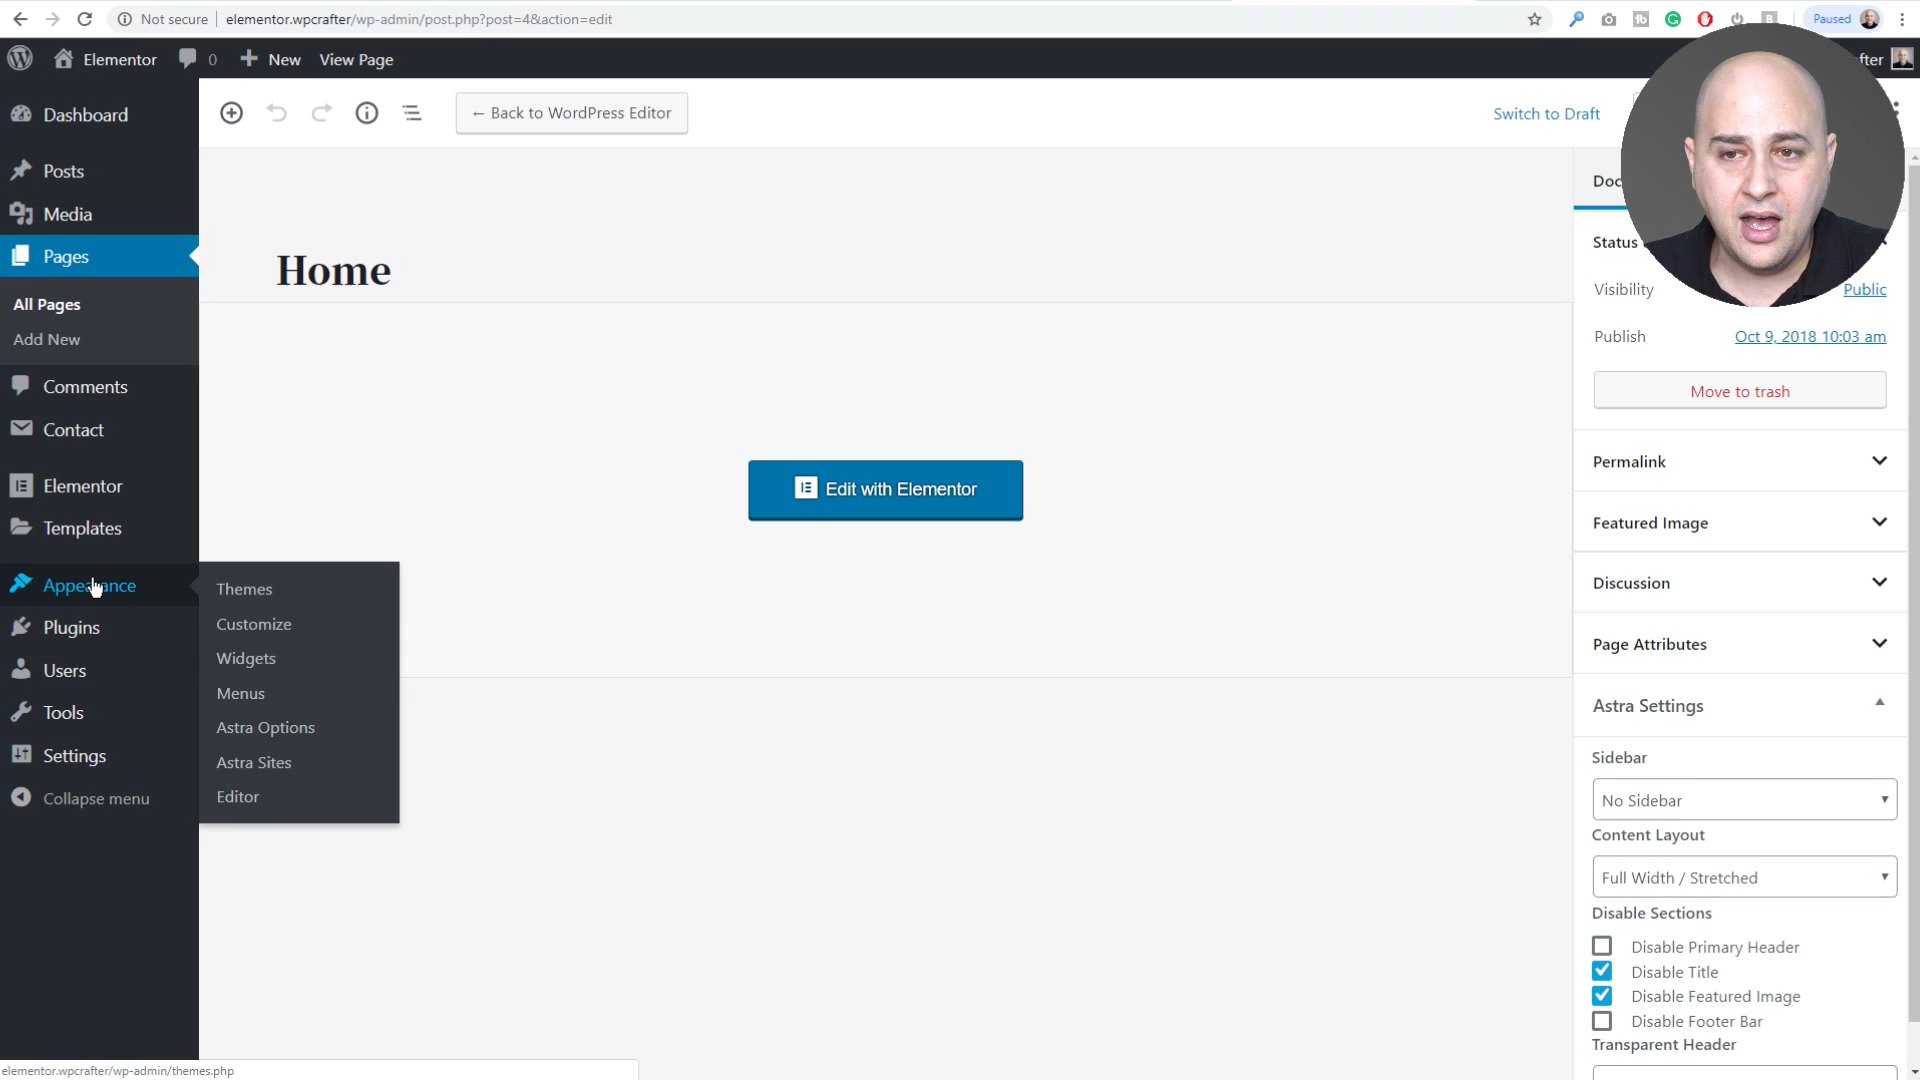 Not secure
elementor.wpcrafter/wp-admin/post.php?post=4&action=edit
Paused
Elementor
0
New
View Page
fter
Dashboard
Posts
Media
Pages
All Pages
Add New
Comments
Contact
Elementor
Templates
Appearance
Plugins
Users
Tools
Settings
Collapse menu
Themes
Customize
Widgets
Menus
Astra Options
Astra Sites
Editor
← Back to WordPress Editor
Switch to Draft
Home
Edit with Elementor
Doc
Status
Visibility
Public
Publish
Oct 9, 2018 10:03 am
Move to trash
Permalink
Featured Image
Discussion
Page Attributes
Astra Settings
Sidebar
No Sidebar
Content Layout
Full Width / Stretched
Disable Sections
Disable Primary Header
Disable Title
Disable Featured Image
Disable Footer Bar
Transparent Header
elementor.wpcrafter/wp-admin/themes.php